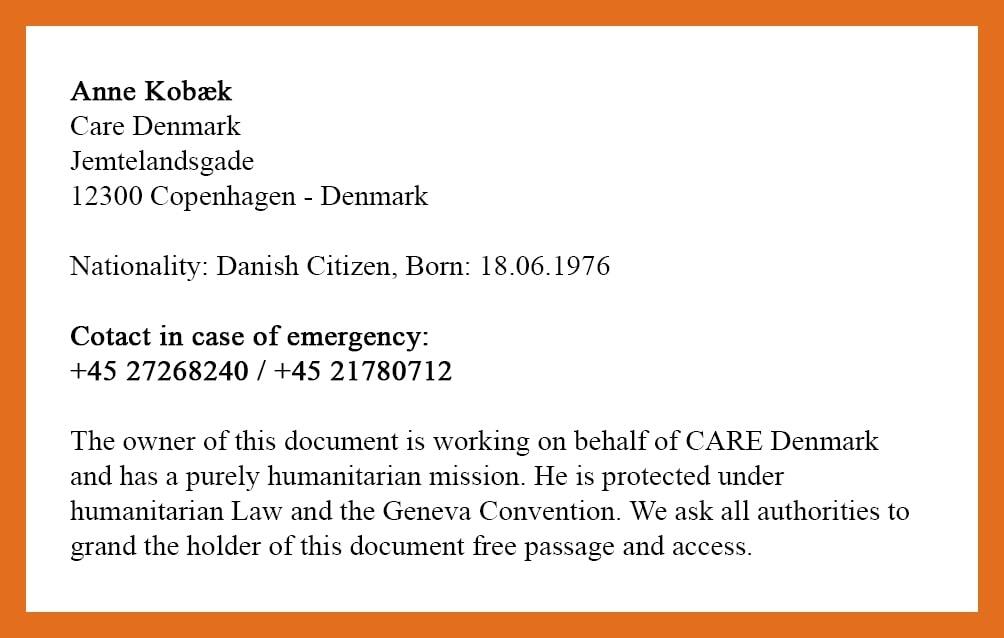 Anne Kobæk
Care Denmark
Jemtelandsgade
12300 Copenhagen - Denmark
Nationality: Danish Citizen, Born: 18.06.1976
Cotact in case of emergency:
+45 27268240 / +45 21780712
The owner of this document is working on behalf of CARE Denmark
and has a purely humanitarian mission. He is protected under
humanitarian Law and the Geneva Convention. We ask all authorities to
grand the holder of this document free passage and access.